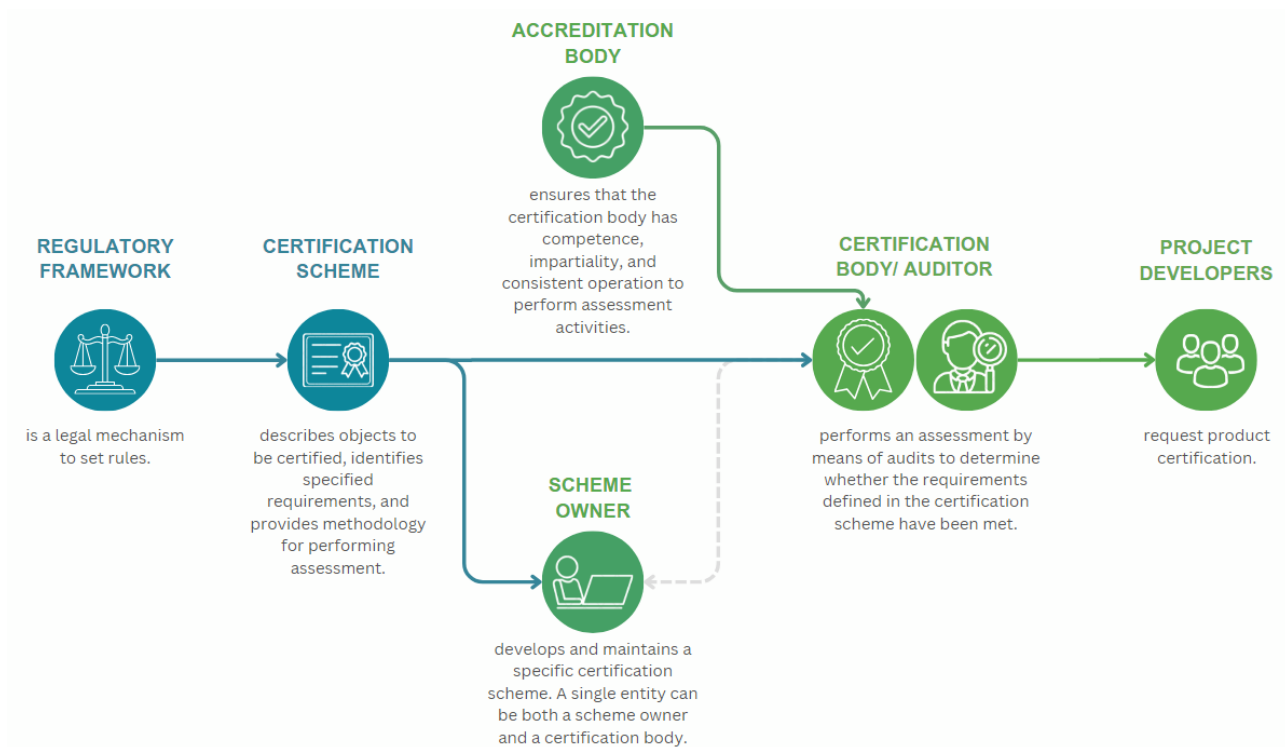 ACCREDITATION
BODY
ensures that the
certification body has
competence,
impartiality, and
consistent operation to
perform assessment
activities.
REGULATORY
FRAMEWORK
is a legal mechanism
to set rules.
CERTIFICATION
SCHEME
describes objects to
be certified, identifies
specified
requirements, and
provides methodology
for performing
assessment.
SCHEME
OWNER
develops and maintains a
specific certification
scheme. A single entity can
be both a scheme owner
and a certification body.
CERTIFICATION
BODY/ AUDITOR
performs an assessment by
means of audits to determine
whether the requirements
defined in the certification
scheme have been met.
PROJECT
DEVELOPERS
request product
certification.